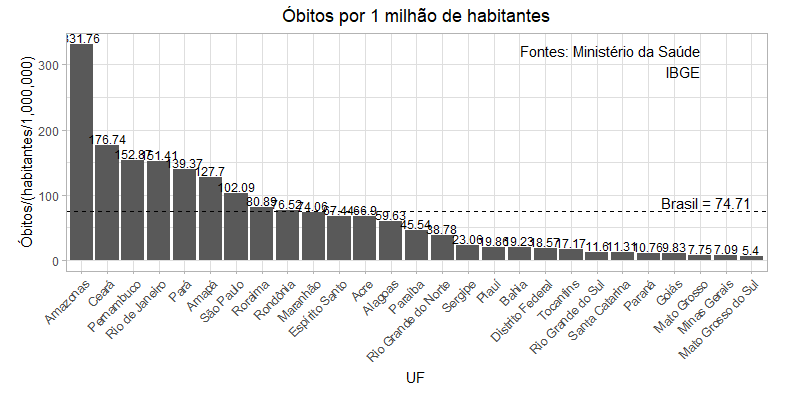 Óbitos por 1 milhão de habitantes
Fontes: Ministério da Saúde
IBGE
Óbitos/(habitantes/1,000,000)
300
200
100
0
331.76
176.74
152.87
151.41
139.37
127.7
102.09
80.89
76.52
74.06
67.44
66.9
59.63
45.54
38.78
23.06
19.86
19.23
18.57
17.17
11.6
11.31
10.76
9.83
7.75
7.09
5.4
Brasil = 74.71
Amazonas
Ceará
Pernambuco
Rio de Janeiro
Pará
Amapá
São Paulo
Roraima
Rondônia
Maranhão
Espírito Santo
Acre
Alagoas
Paraíba
Rio Grande do Norte
Sergipe
Piauí
Bahia
Distrito Federal
Tocantins
Rio Grande do Sul
Santa Catarina
Paraná
Goiás
Mato Grosso
Minas Gerais
Mato Grosso do Sul
UF